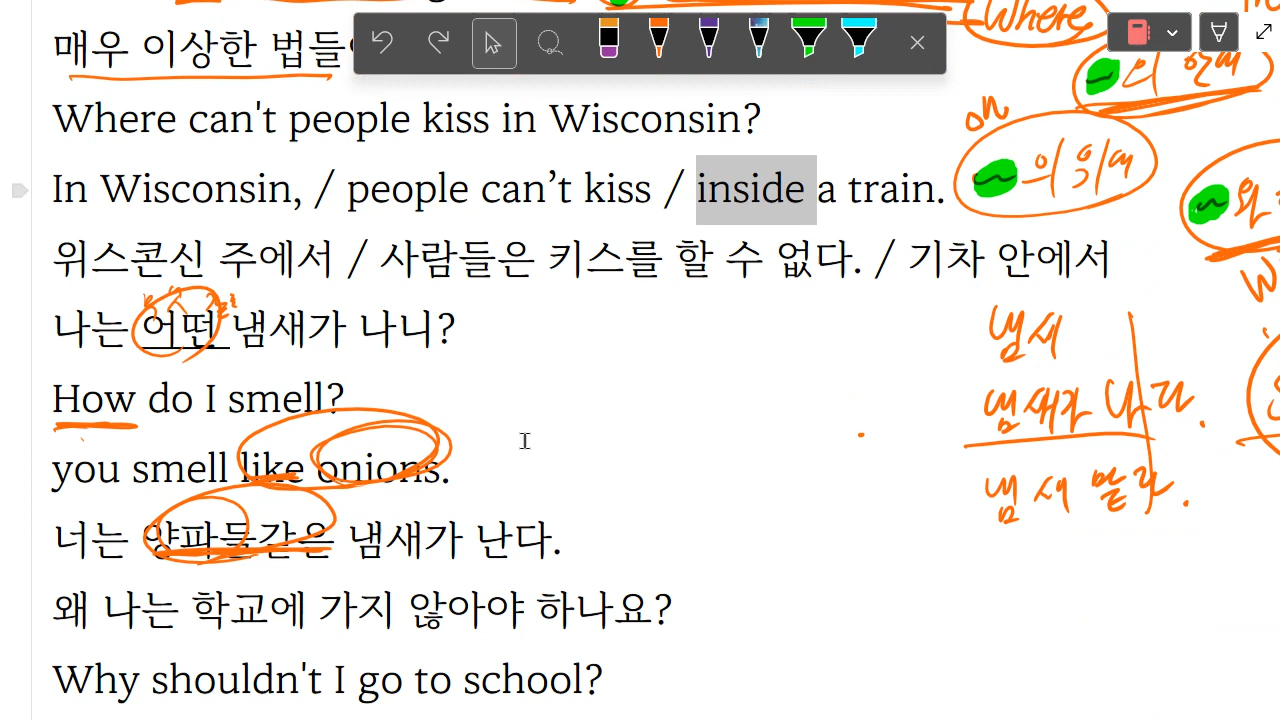 Where
매우 이상한 법들
Where can't people kiss in Wisconsin?
on
~의 위에
In Wisconsin, / people can’t kiss / inside a train.
위스콘신 주에서 / 사람들은 키스를 할 수 없다. / 기차 안에서
나는 어떤 냄새가 나니?
냄새
How do I smell?
냄새가 나다.
you smell like onions.
냄새 맡다.
너는 양파들같은 냄새가 난다.
왜 나는 학교에 가지 않아야 하나요?
Why shouldn't I go to school?